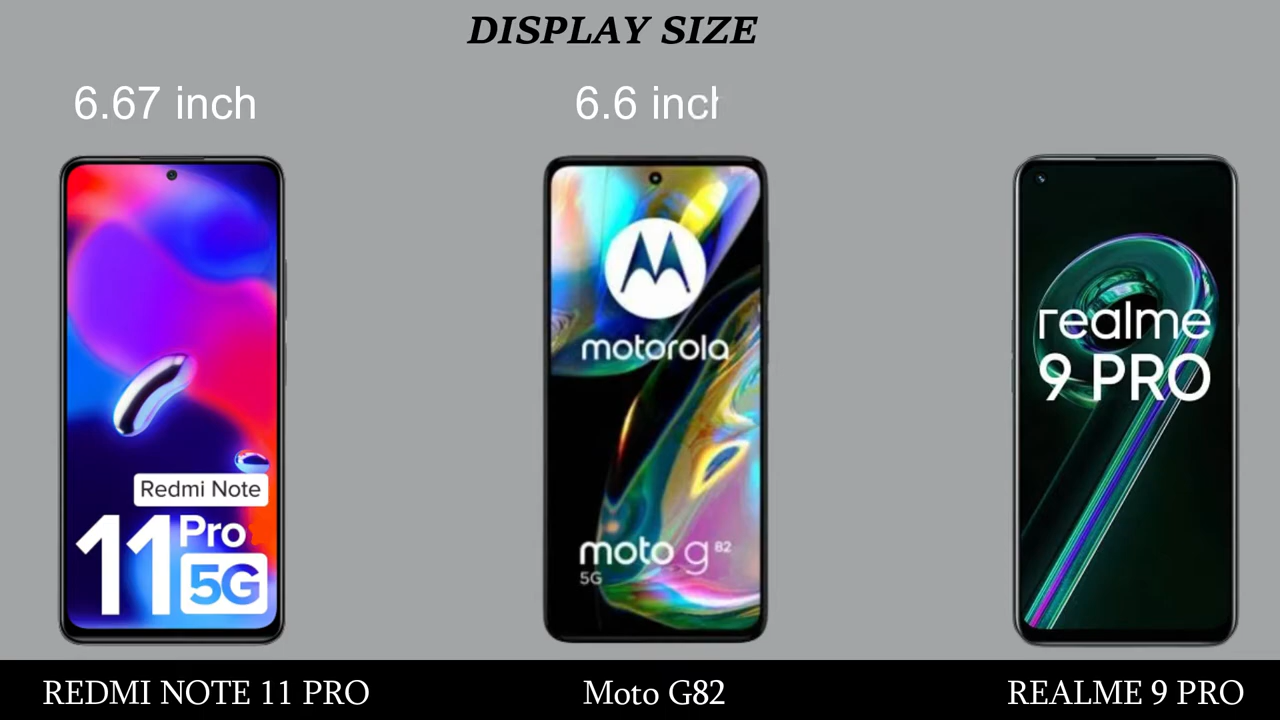 DISPLAY SIZE
6.67 inch
6.6 inch
motorola
realme
9 PRO
Redmi Note
11 Pro
5G
moto g 82
5G
REDMI NOTE 11 PRO
Moto G82
REALME 9 PRO